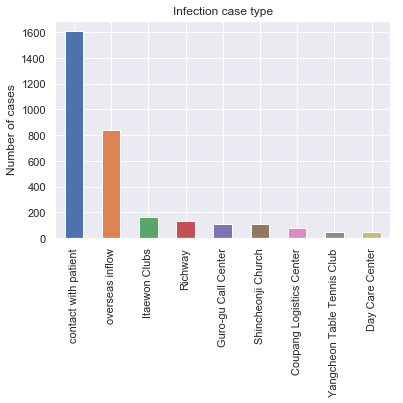 Infection case type
Number of cases
1600
1400
1200
1000
800
600
400
200
0
contact with patient
overseas inflow
Itaewon Clubs
Richway
Guro-gu Call Center
Shincheonji Church
Coupang Logistics Center
Yangcheon Table Tennis Club
Day Care Center